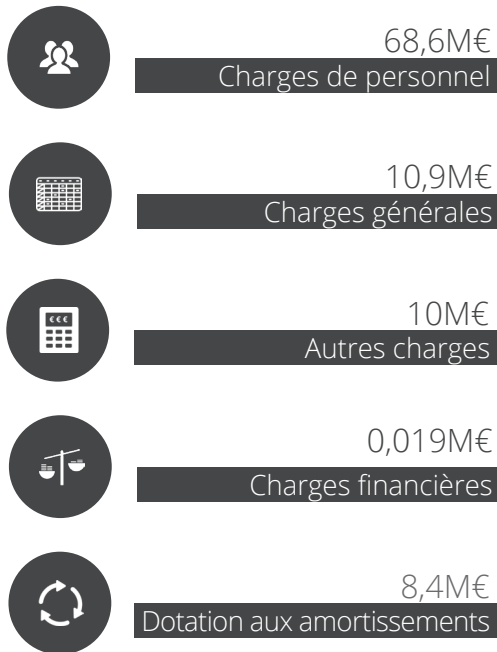 68,6M€
Charges de personnel
10,9M€
Charges générales
€€€
10M€
Autres charges
0,019M€
Charges financières
8,4M€
Dotation aux amortissements